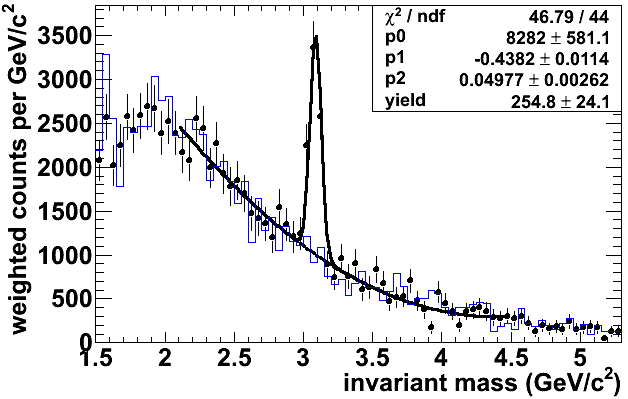 χ² / ndf 46.79 / 44
p0 8282 ± 581.1
p1 -0.4382 ± 0.0114
p2 0.04977 ± 0.00262
yield 254.8 ± 24.1
weighted counts per GeV/c²
3500
3000
2500
2000
1500
1000
500
0
1.5 2 2.5 3 3.5 4 4.5 5
invariant mass (GeV/c²)